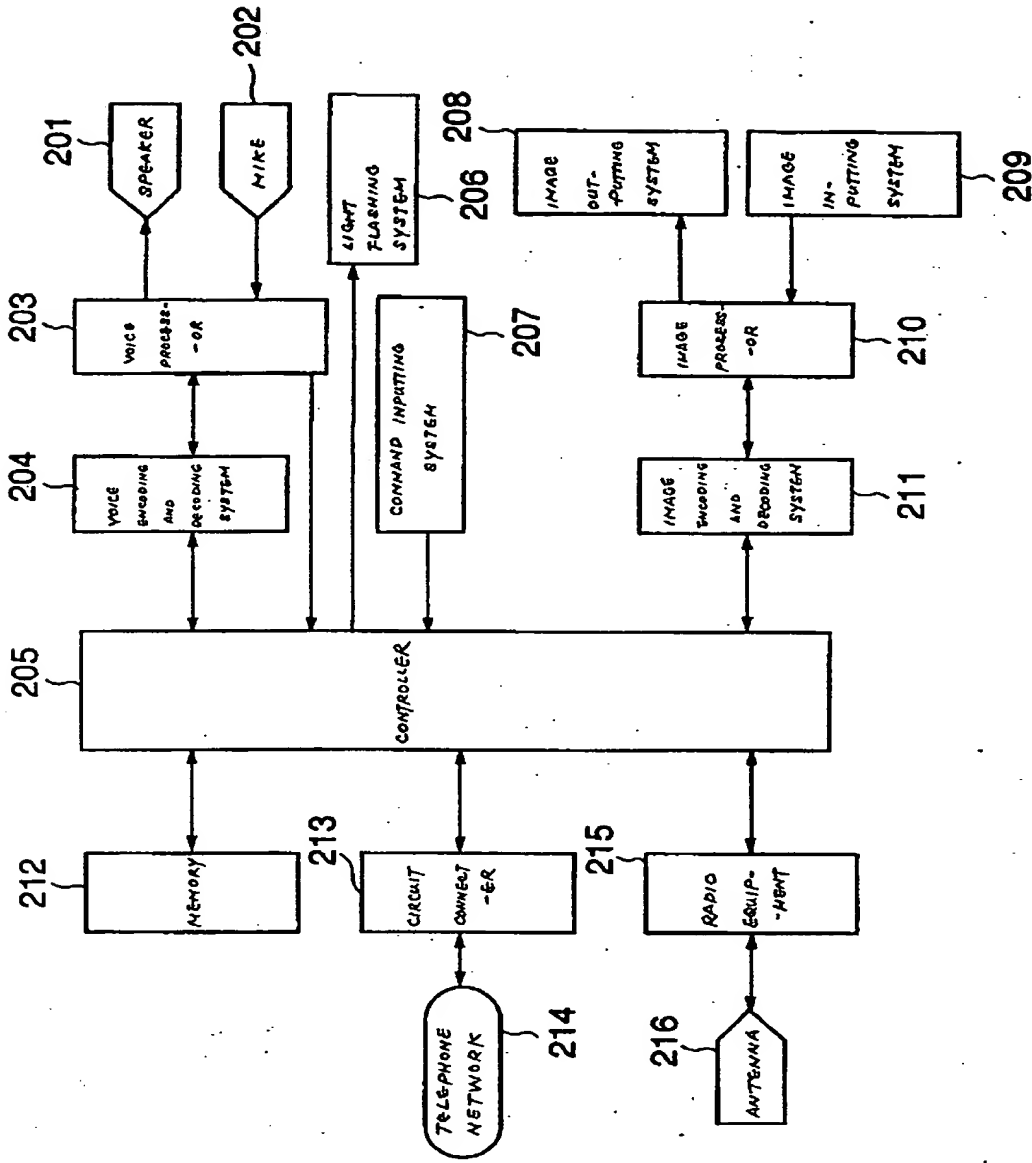 201
SPEAKER
202
MIKE
203
VOICE
PROCESS-
-OR
204
VOICE
ENCODING
AND
DECODING
SYSTEM
LIGHT
FLASHING
SYSTEM
206
COMMAND INPUTTING
SYSTEM
207
208
IMAGE
OUT-
-PUTTING
SYSTEM
IMAGE
IN-
PUTTING
SYSTEM
209
IMAGE
PROCESS-
-OR
210
IMAGE
ENCODING
AND
DECODING
SYSTEM
211
205
CONTROLLER
212
MEMORY
213
CIRCUIT
CONNECT
-ER
TELEPHONE
NETWORK
214
215
RADIO
EQUIP-
-MENT
216
ANTENNA